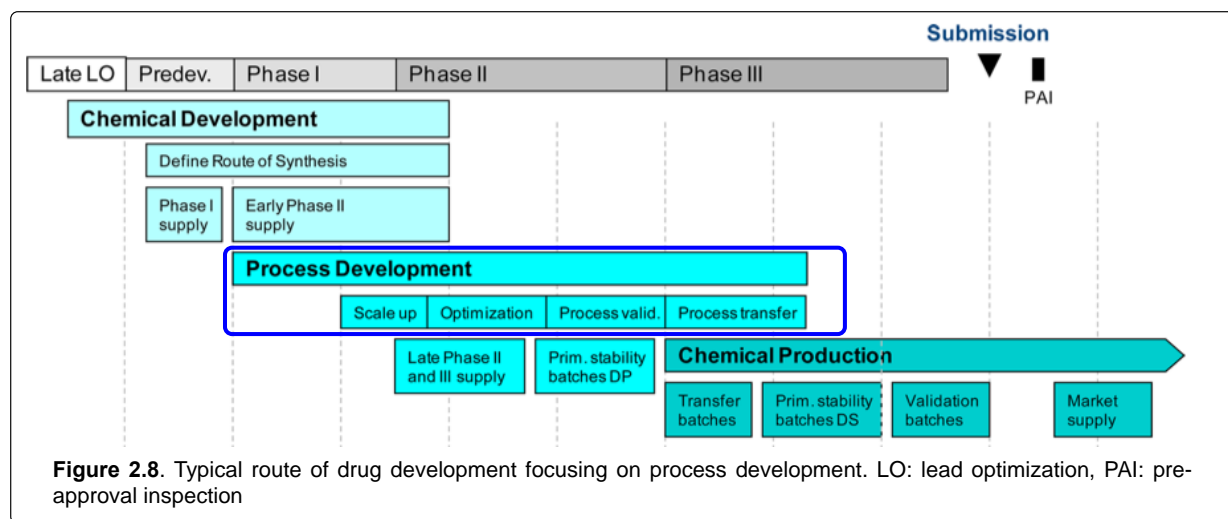 Submission
Late LO Predev. Phase I Phase II Phase III
PAI
Chemical Development
Define Route of Synthesis
Phase I
supply
Early Phase II
supply
Process Development
Scale up Optimization Process valid. Process transfer
Late Phase II
and III supply
Prim. stability
batches DP
Chemical Production
Transfer
batches
Prim. stability
batches DS
Validation
batches
Market
supply
Figure 2.8. Typical route of drug development focusing on process development. LO: lead optimization, PAI: pre-
approval inspection